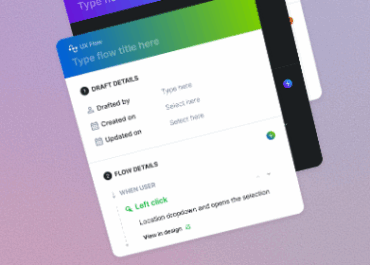 Type flow
UX Flow
Type flow title here
1 DRAFT DETAILS
Drafted by Type here
Created on Select here
Updated on Select here
2 FLOW DETAILS
WHEN USER
Left click
Location dropdown and opens the selection
View in design